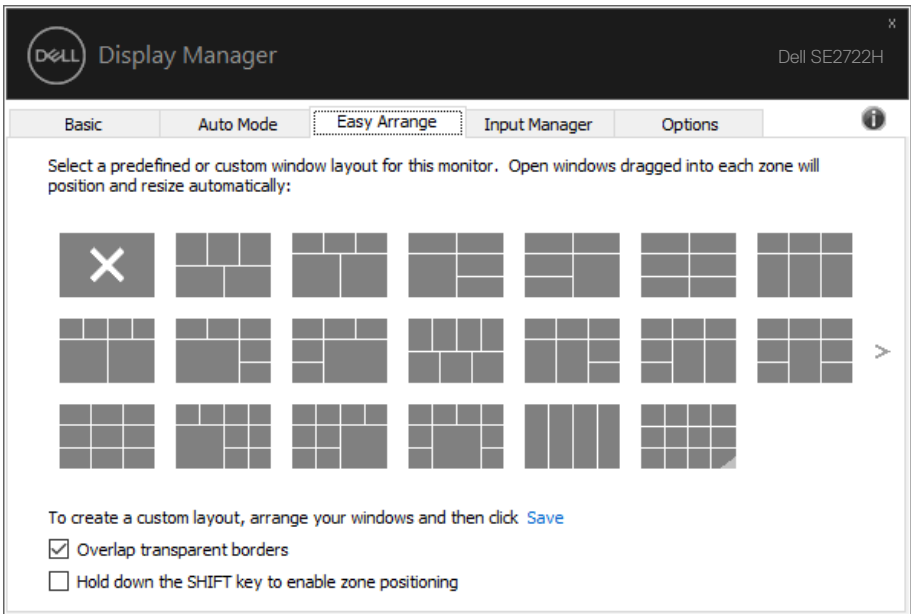 x
DELL Display Manager
Dell SE2722H
Basic Auto Mode Easy Arrange Input Manager Options i
Select a predefined or custom window layout for this monitor. Open windows dragged into each zone will
position and resize automatically:
>
To create a custom layout, arrange your windows and then click Save
Overlap transparent borders
Hold down the SHIFT key to enable zone positioning